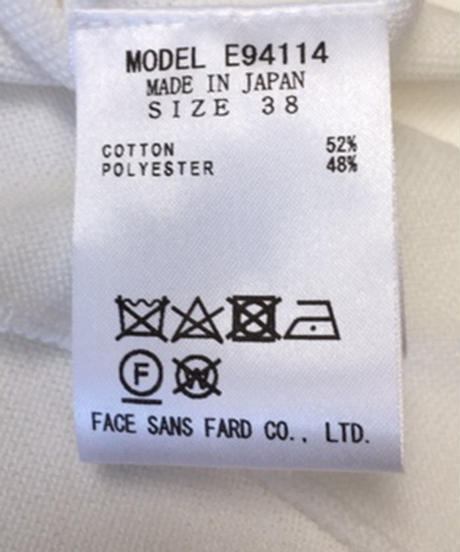 MODEL E94114
MADE IN JAPAN
SIZE 38
COTTON 52%
POLYESTER 48%
F W
FACE SANS FARD CO., LTD.